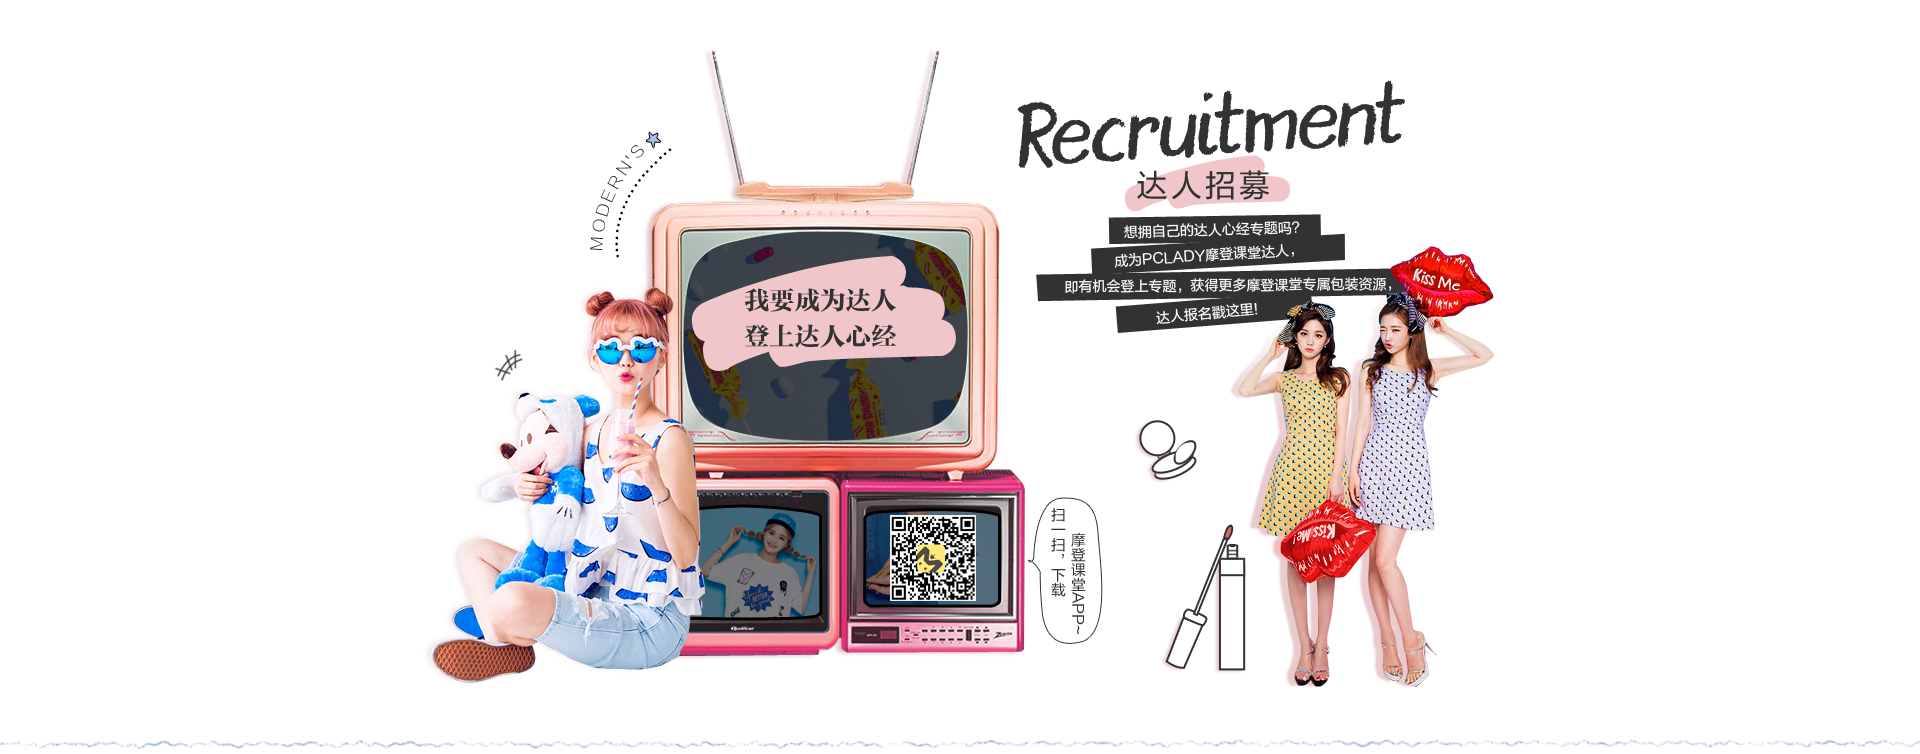 MODERN'S
Recruitment
达人招募
想拥自己的达人心经专题吗?
成为PCLADY摩登课堂达人，
即有机会登上专题，获得更多摩登课堂专属包装资源，
达人报名戳这里!
我要成为达人
登上达人心经
Kiss Me
Kiss Me!
摩登课堂APP~
扫一扫，下载